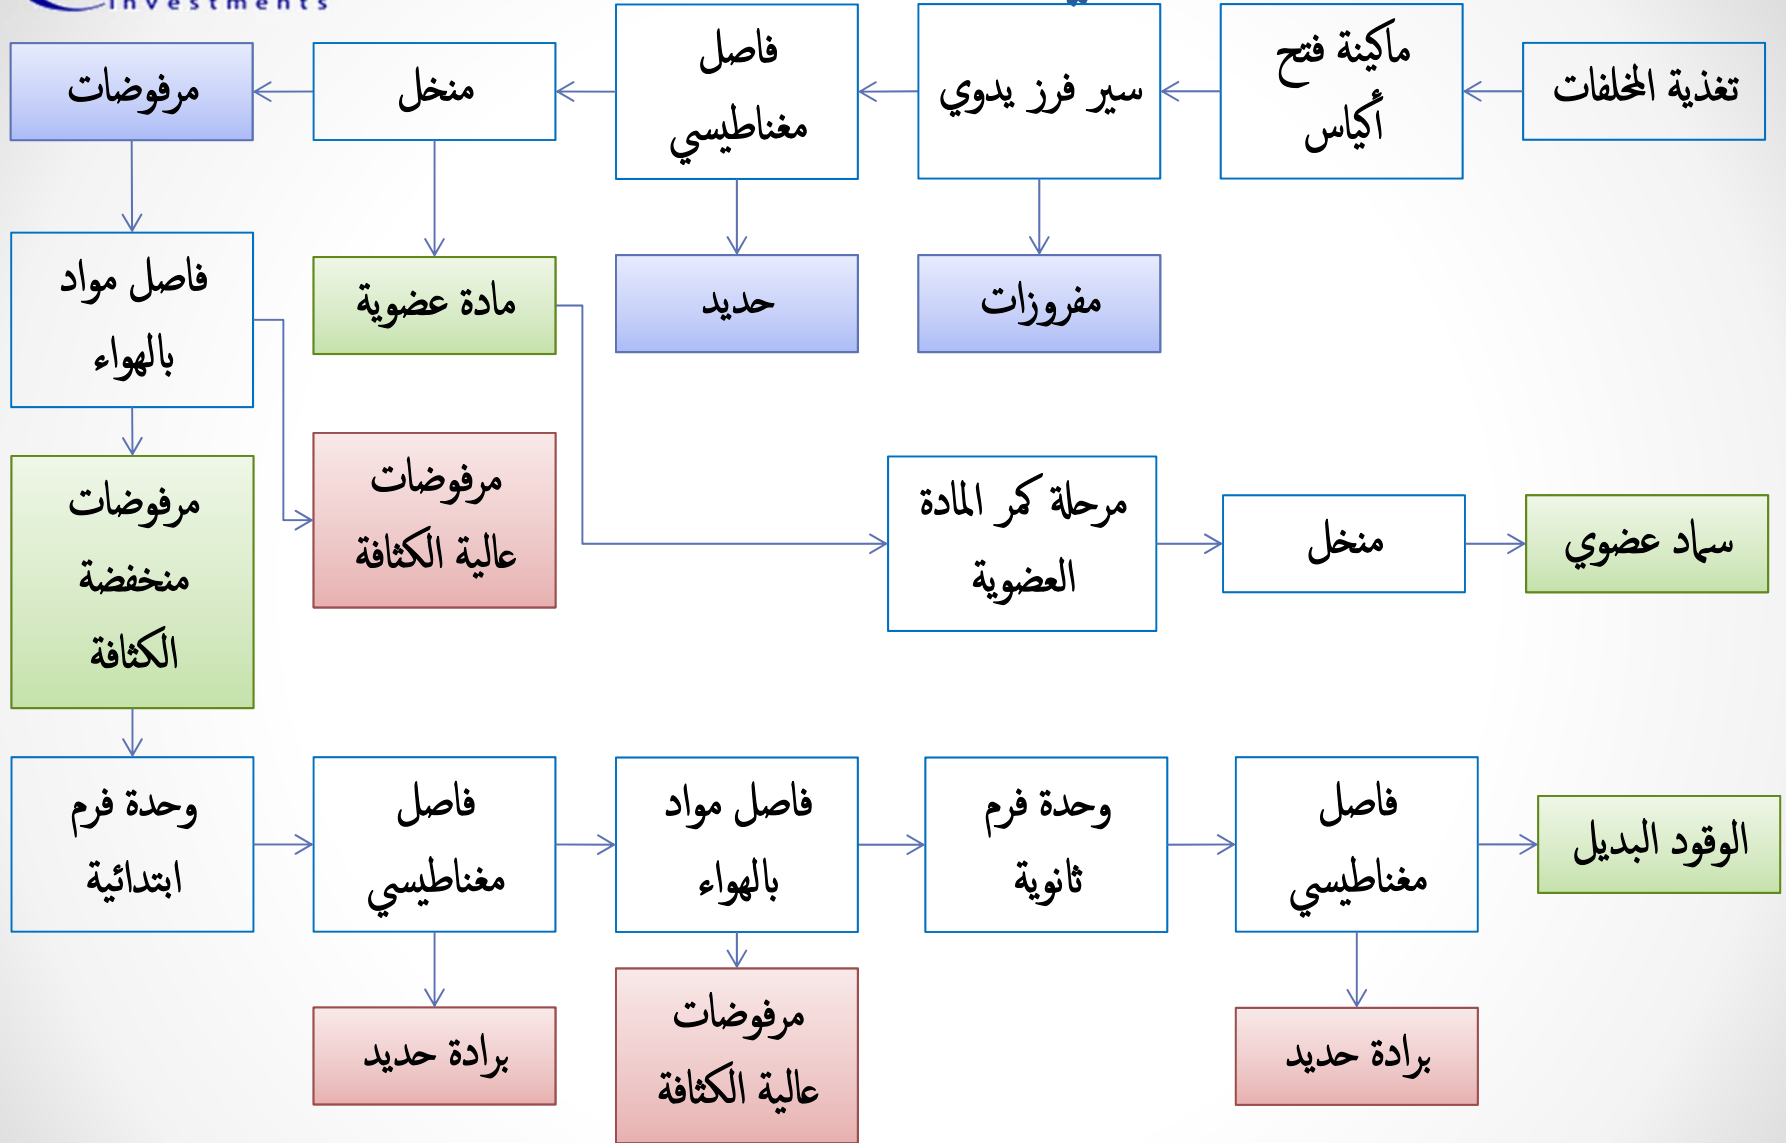 investments
تغذية المخلفات
ماكينة فتح
أكياس
سير فرز يدوي
فاصل
مغناطيسي
منخل
مرفوضات
مفروزات
حديد
مادة عضوية
فاصل مواد
بالهواء
مرفوضات
عالية الكثافة
مرفوضات
منخفضة
الكثافة
مرحلة كمر المادة
العضوية
منخل
سماد عضوي
وحدة فرم
ابتدائية
فاصل
مغناطيسي
فاصل مواد
بالهواء
وحدة فرم
ثانوية
فاصل
مغناطيسي
الوقود البديل
برادة حديد
مرفوضات
عالية الكثافة
برادة حديد